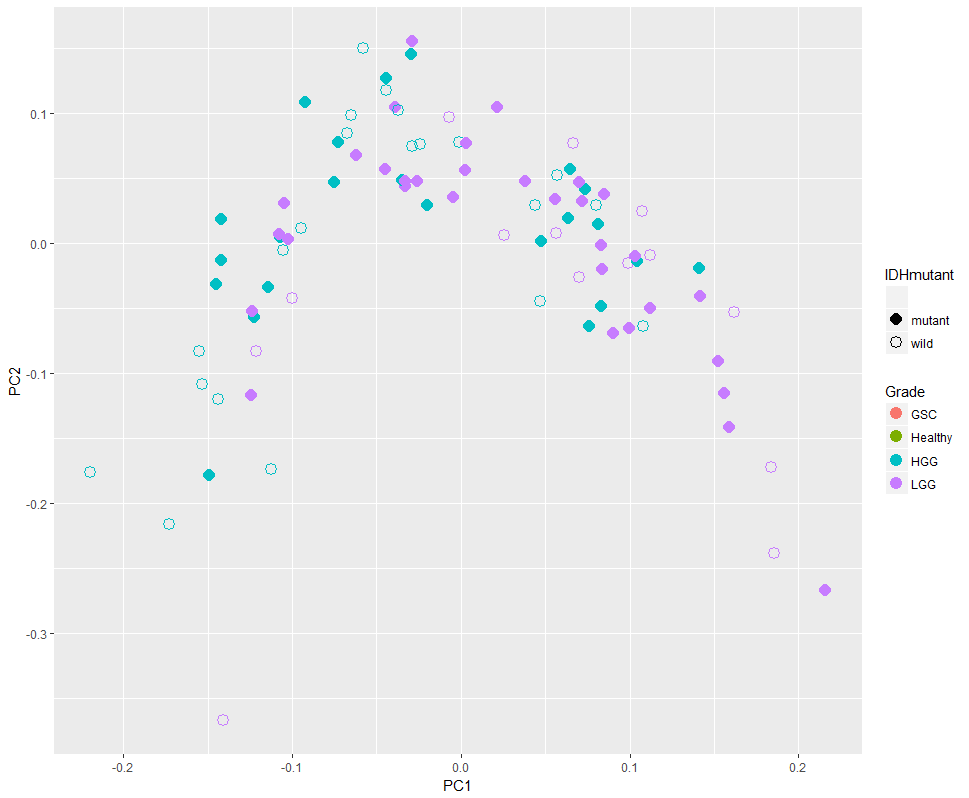 0.1
0.0
-0.1
-0.2
-0.3
PC2
-0.2
-0.1
0.0
0.1
0.2
PC1
IDHmutant
mutant
wild
Grade
GSC
Healthy
HGG
LGG